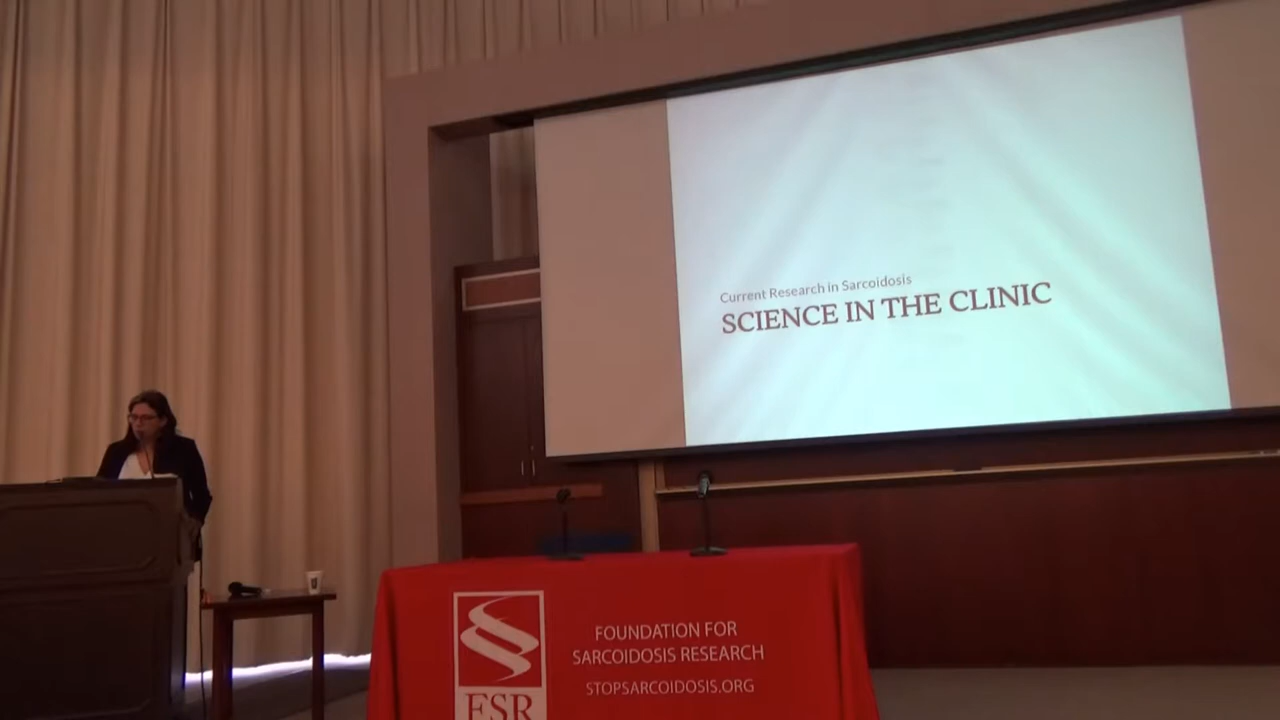 Current Research in Sarcoidosis
SCIENCE IN THE CLINIC
FOUNDATION FOR
SARCOIDOSIS RESEARCH
STOPSARCOIDOSIS.ORG
FSR